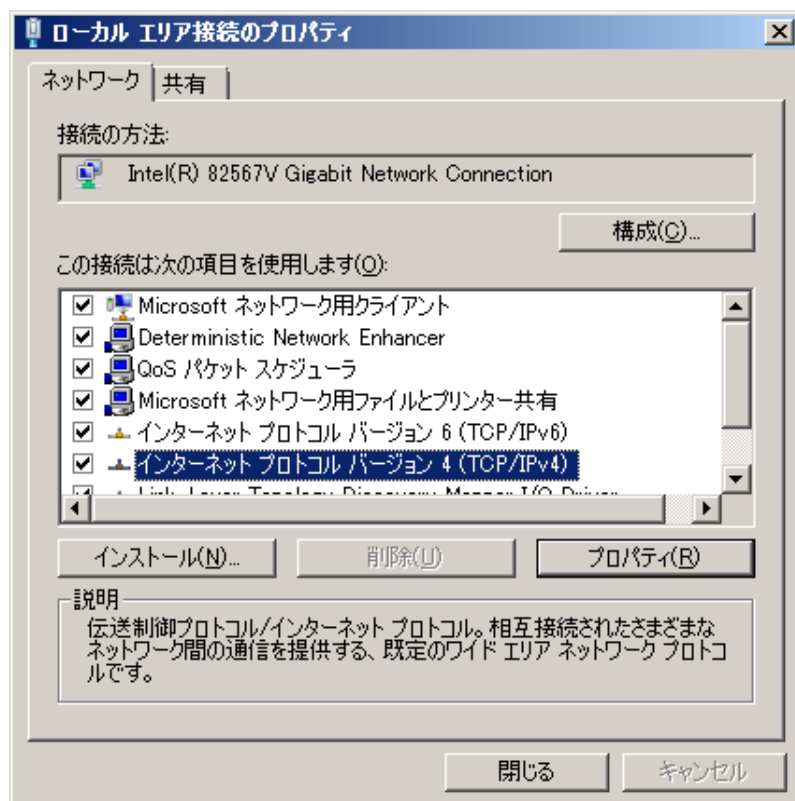 ローカル エリア接続のプロパティ
ネットワーク 共有
接続の方法:
Intel(R) 82567V Gigabit Network Connection
構成(C)...
この接続は次の項目を使用します(O):
Microsoft ネットワーク用クライアント
Deterministic Network Enhancer
QoS パケット スケジューラ
Microsoft ネットワーク用ファイルとプリンター共有
インターネット プロトコル バージョン 6 (TCP/IPv6)
インターネット プロトコル バージョン 4 (TCP/IPv4)
Link-Layer Topology Discovery Mapper I/O Driver
インストール(N)... 削除(U) プロパティ(R)
説明
伝送制御プロトコル/インターネット プロトコル。相互接続されたさまざまな
ネットワーク間の通信を提供する、既定のワイド エリア ネットワーク プロトコ
ルです。
閉じる キャンセル